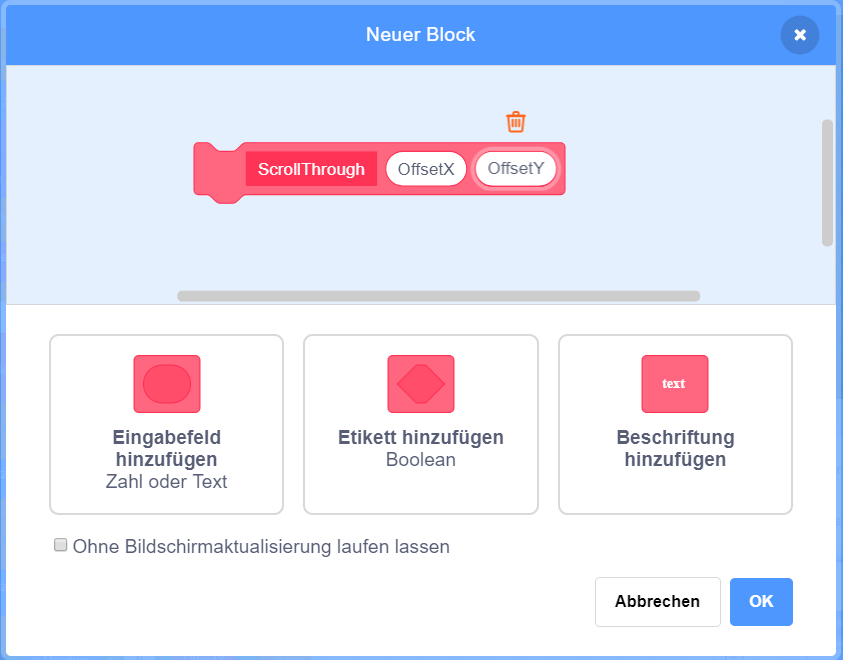 Neuer Block
ScrollThrough OffsetX OffsetY
text
Eingabefeld
hinzufügen
Zahl oder Text
Etikett hinzufügen
Boolean
Beschriftung
hinzufügen
Ohne Bildschirmaktualisierung laufen lassen
Abbrechen OK